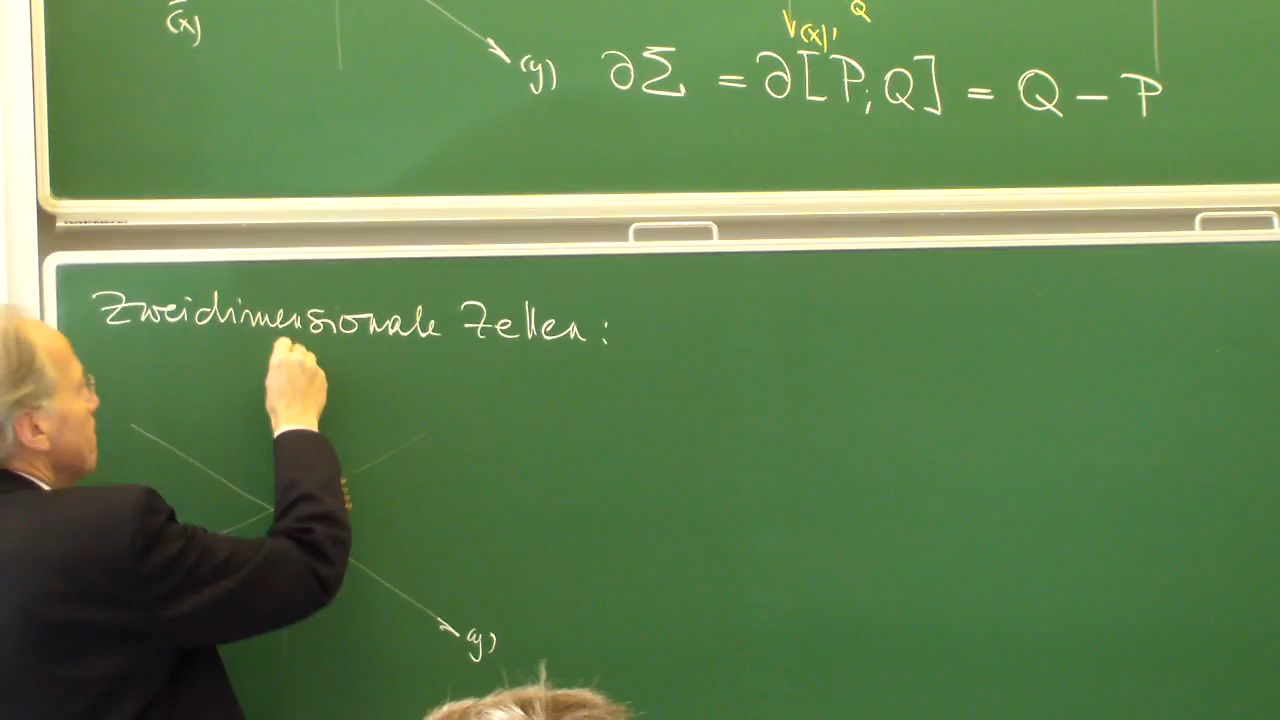 (x)
V(x),
Q
(y)
∂Σ = ∂[P;Q] = Q − P
Zweidimensionale Zellen:
(y)